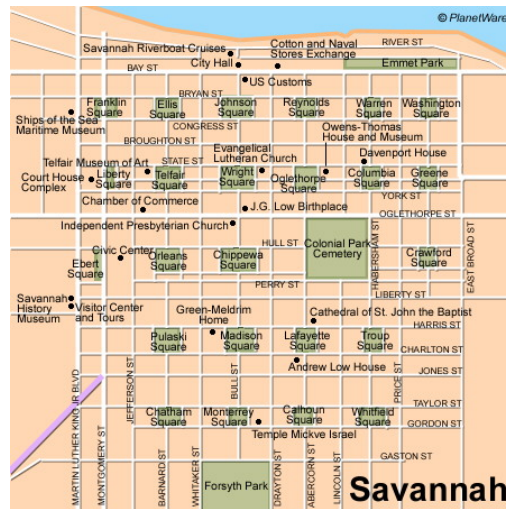 © PlanetWare
RIVER ST
Savannah Riverboat Cruises
Cotton and Naval
Stores Exchange
City Hall
Emmet Park
BAY ST
US Customs
BRYAN ST
Franklin
Square
Ellis
Square
Johnson
Square
Reynolds
Square
Warren
Square
Washington
Square
Ships of the Sea
Maritime Museum
CONGRESS ST
Owens-Thomas
House and Museum
BROUGHTON ST
Evangelical
Lutheran Church
Davenport House
Telfair Museum of Art
STATE ST
Court House
Complex
Liberty
Square
Telfair
Square
Wright
Square
Oglethorpe
Square
Columbia
Square
Greene
Square
YORK ST
Chamber of Commerce
J.G. Low Birthplace
OGLETHORPE ST
Independent Presbyterian Church
HULL ST
Colonial Park
Cemetery
Civic Center
Ebert
Square
Orleans
Square
Chippewa
Square
Crawford
Square
HABERSHAM ST
EAST BROAD ST
PERRY ST
LIBERTY ST
Savannah
History
Museum
Visitor Center
and Tours
Green-Meldrim
Home
Cathedral of St. John the Baptist
HARRIS ST
Pulaski
Square
Madison
Square
Lafayette
Square
Troup
Square
CHARLTON ST
Andrew Low House
JONES ST
MARTIN LUTHER KING JR BLVD
MONTGOMERY ST
JEFFERSON ST
BULL ST
PRICE ST
TAYLOR ST
Chatham
Square
Monterrey
Square
Calhoun
Square
Whitfield
Square
GORDON ST
Temple Mickve Israel
BARNARD ST
WHITAKER ST
DRAYTON ST
ABERCORN ST
LINCOLN ST
GASTON ST
Forsyth Park
Savannah